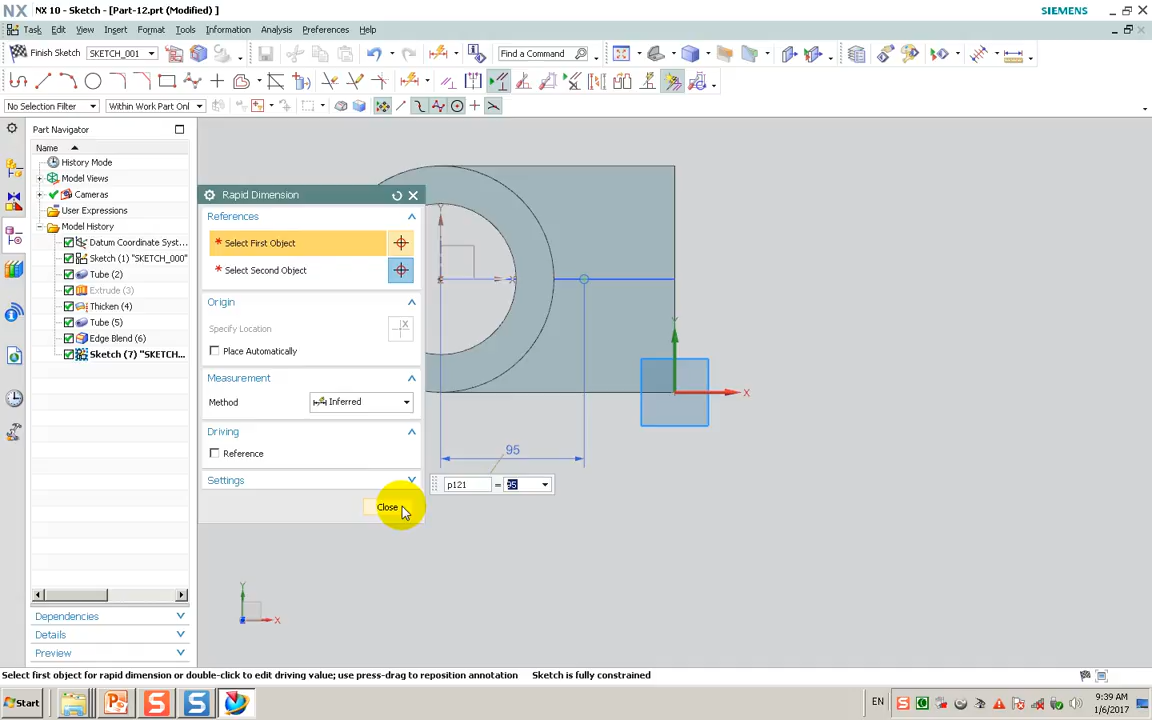 NX 10 - Sketch - [Part-12.prt (Modified) ]
SIEMENS
Task Edit View Insert Format Tools Information Analysis Preferences Help
Finish Sketch SKETCH_001 Find a Command
No Selection Filter Within Work Part Onl
Part Navigator
Name
History Mode
Model Views
Cameras
User Expressions
Model History
Datum Coordinate Syst...
Sketch (1) "SKETCH_000"
Tube (2)
Extrude (3)
Thicken (4)
Tube (5)
Edge Blend (6)
Sketch (7) "SKETCH...
Dependencies
Details
Preview
Rapid Dimension
References
* Select First Object
* Select Second Object
Origin
Specify Location
Place Automatically
Measurement
Method Inferred
Driving
Reference
Settings
Close
Y
Y
X
95
p121 = 95
Y
X
Select first object for rapid dimension or double-click to edit driving value; use press-drag to reposition annotation Sketch is fully constrained
Start
EN
9:39 AM
1/6/2017